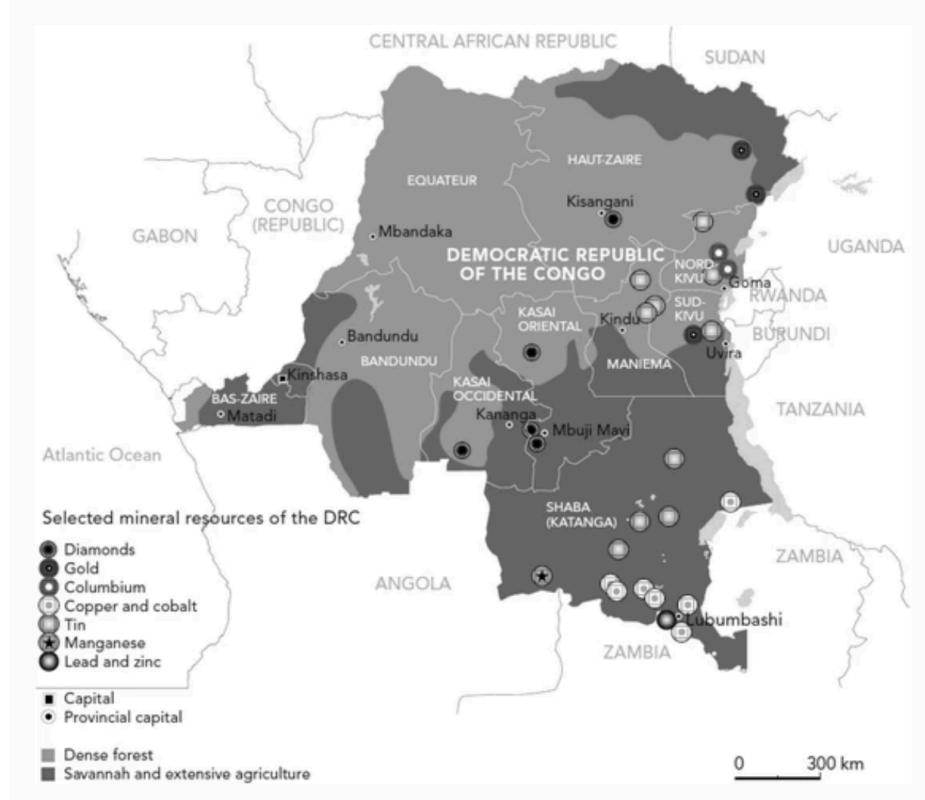 CENTRAL AFRICAN REPUBLIC
SUDAN
HAUT-ZAIRE
EQUATEUR
CONGO
(REPUBLIC)
Kisangani
GABON
Mbandaka
UGANDA
DEMOCRATIC REPUBLIC
OF THE CONGO
NORD
KIVU
Goma
RWANDA
KASAI
ORIENTAL
SUD-
KIVU
Kindu
BURUNDI
Bandundu
Uvira
BANDUNDU
MANIEMA
Kinshasa
KASAI
OCCIDENTAL
BAS-ZAIRE
Matadi
Kananga
TANZANIA
Mbuji Mavi
Atlantic Ocean
SHABA
(KATANGA)
ZAMBIA
ANGOLA
Lubumbashi
ZAMBIA
Selected mineral resources of the DRC
Diamonds
Gold
Columbium
Copper and cobalt
Tin
Manganese
Lead and zinc
Capital
Provincial capital
Dense forest
Savannah and extensive agriculture
0 300 km